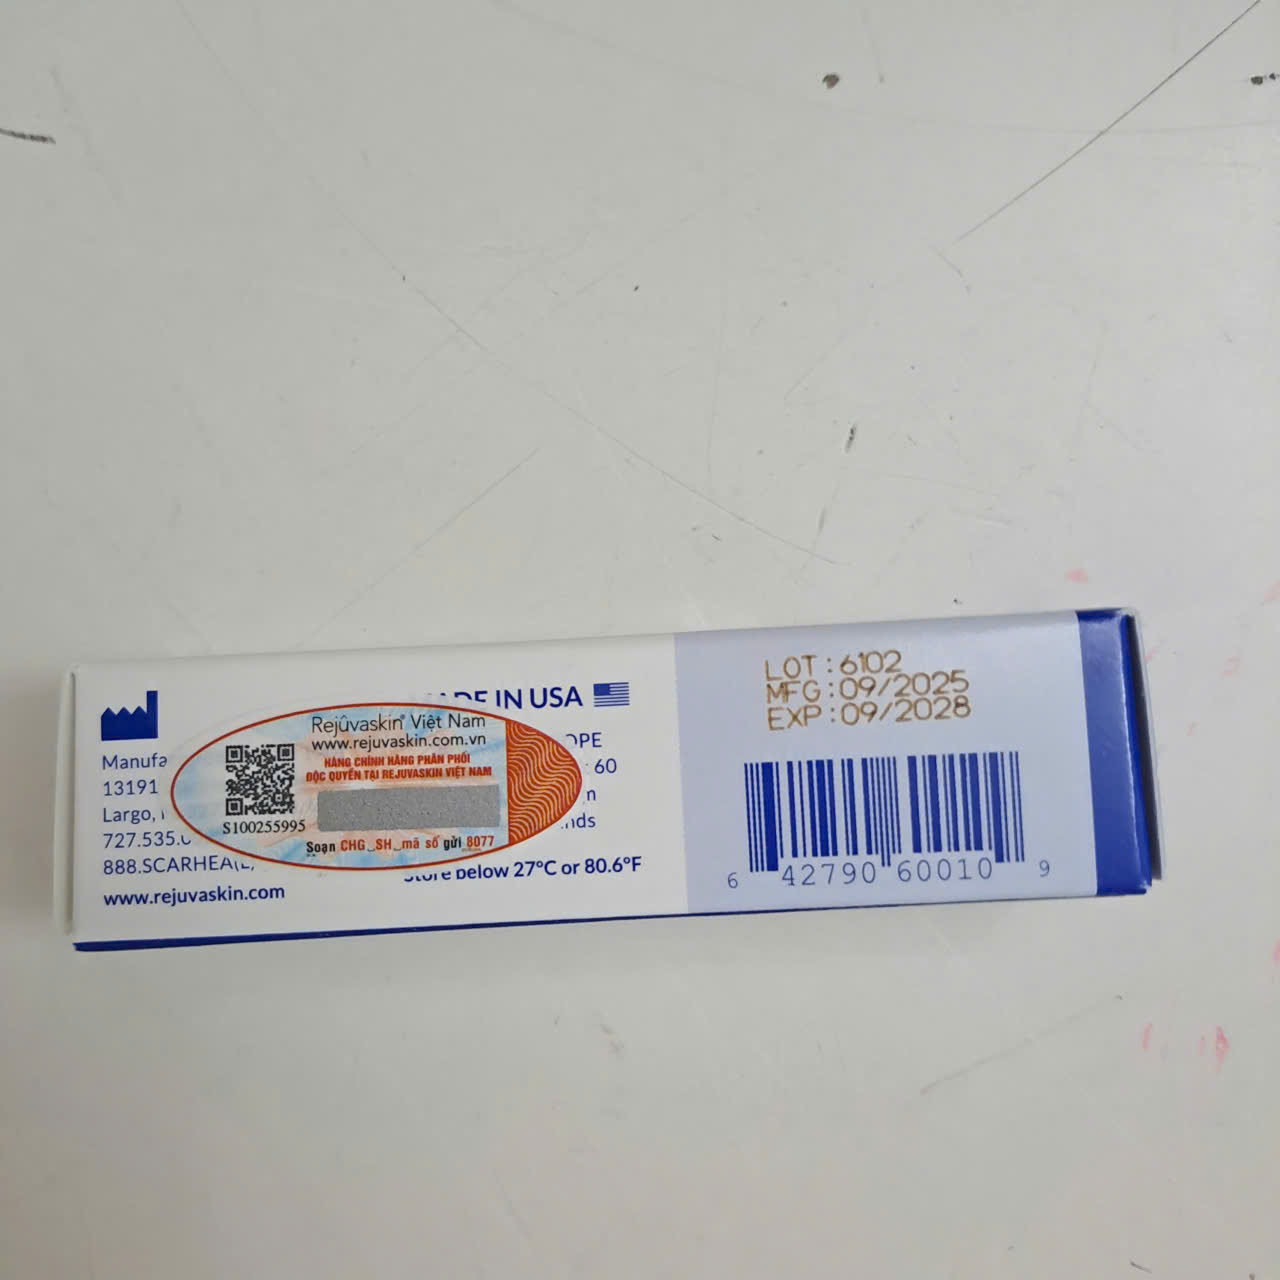 MADE IN USA
Manufa
13191
Largo,
727.535.
888.SCARHEA(L
www.rejuvaskin.com
OPE
60
Store below 27°C or 80.6°F
Rejûvaskin® Việt Nam
www.rejuvaskin.com.vn
HÀNG CHÍNH HÃNG PHÂN PHỐI
ĐỘC QUYỀN TẠI REJUVASKIN VIỆT NAM
S100255995
Soạn CHG_SH_mã số gửi 8077
LOT : 6102
MFG : 09/2025
EXP : 09/2028
6 42790 60010 9